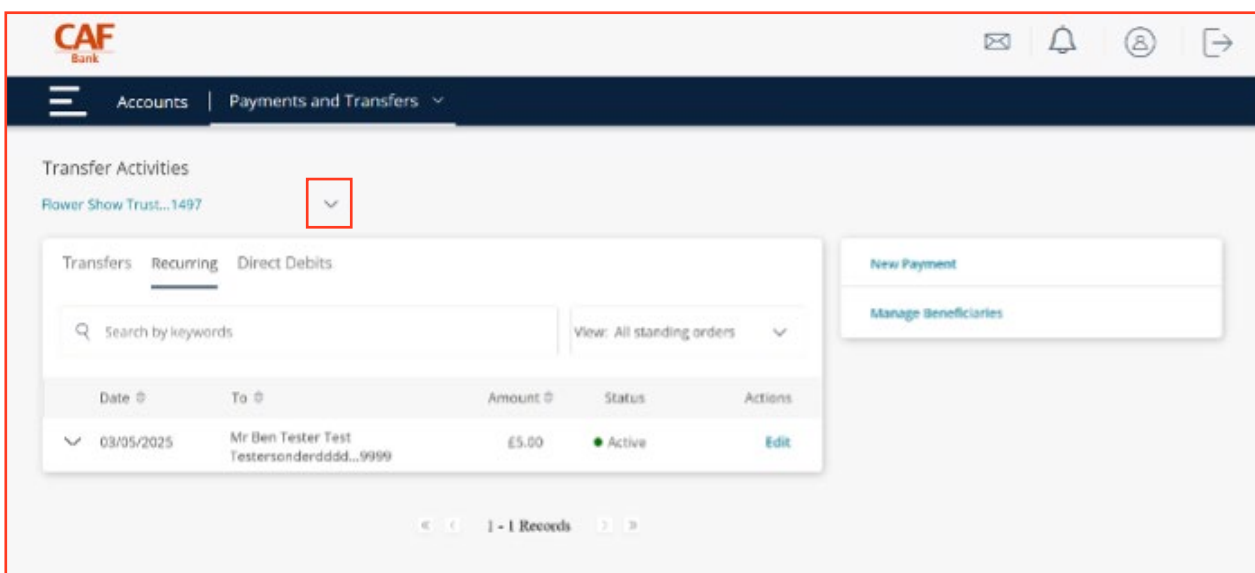 CAF
Bank
Accounts | Payments and Transfers
Transfer Activities
Flower Show Trust...1497
Transfers Recurring Direct Debits
New Payment
Search by keywords View: All standing orders
Manage Beneficiaries
Date To Amount Status Actions
03/05/2025 Mr Ben Tester Test £5.00 Active Edit
Testersonderdddd...9999
1 - 1 Records